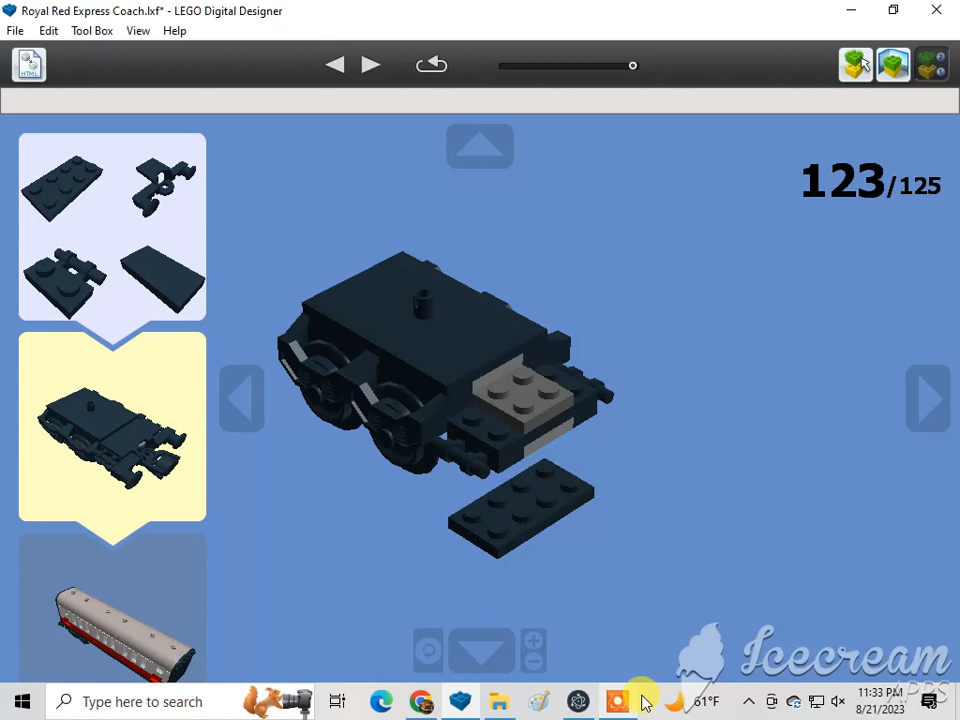 Royal Red Express Coach.lxf* - LEGO Digital Designer
File Edit Tool Box View Help
HTML
123/125
Icecream
APPS
Type here to search
61°F
11:33 PM
8/21/2023